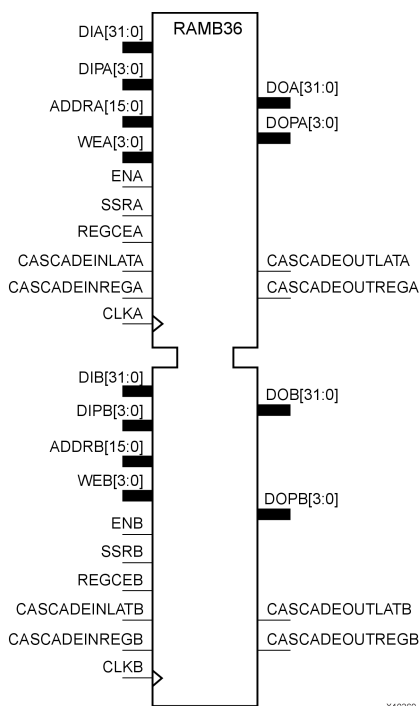 RAMB36
DIA[31:0]
DIPA[3:0]
ADDRA[15:0]
WEA[3:0]
ENA
SSRA
REGCEA
CASCADEINLATA
CASCADEINREGA
CLKA
DOA[31:0]
DOPA[3:0]
CASCADEOUTLATA
CASCADEOUTREGA
DIB[31:0]
DIPB[3:0]
ADDRB[15:0]
WEB[3:0]
ENB
SSRB
REGCEB
CASCADEINLATB
CASCADEINREGB
CLKB
DOB[31:0]
DOPB[3:0]
CASCADEOUTLATB
CASCADEOUTREGB